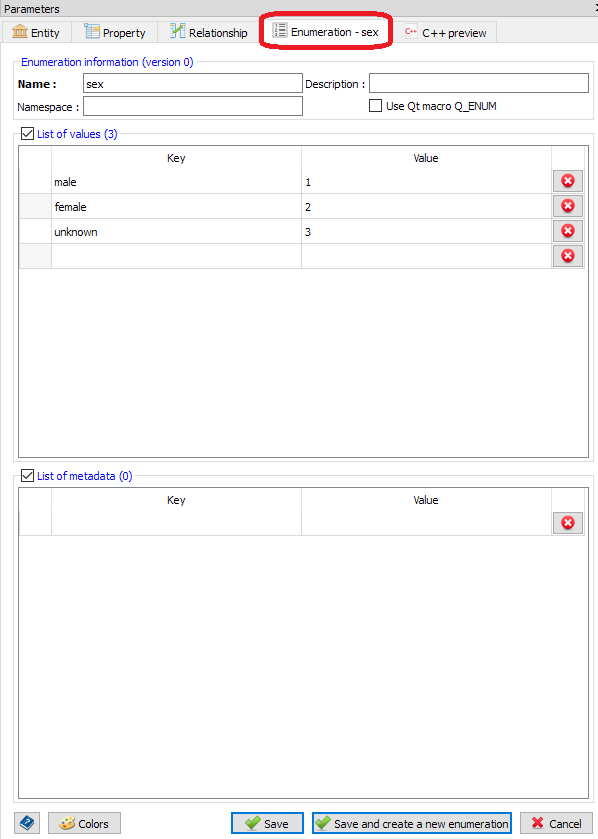 Parameters
Entity Property Relationship Enumeration - sex C++ C++ preview
Enumeration information (version 0)
Name : sex Description :
Namespace : Use Qt macro Q_ENUM
List of values (3)
Key Value
male 1
female 2
unknown 3
List of metadata (0)
Key Value
Colors Save Save and create a new enumeration Cancel